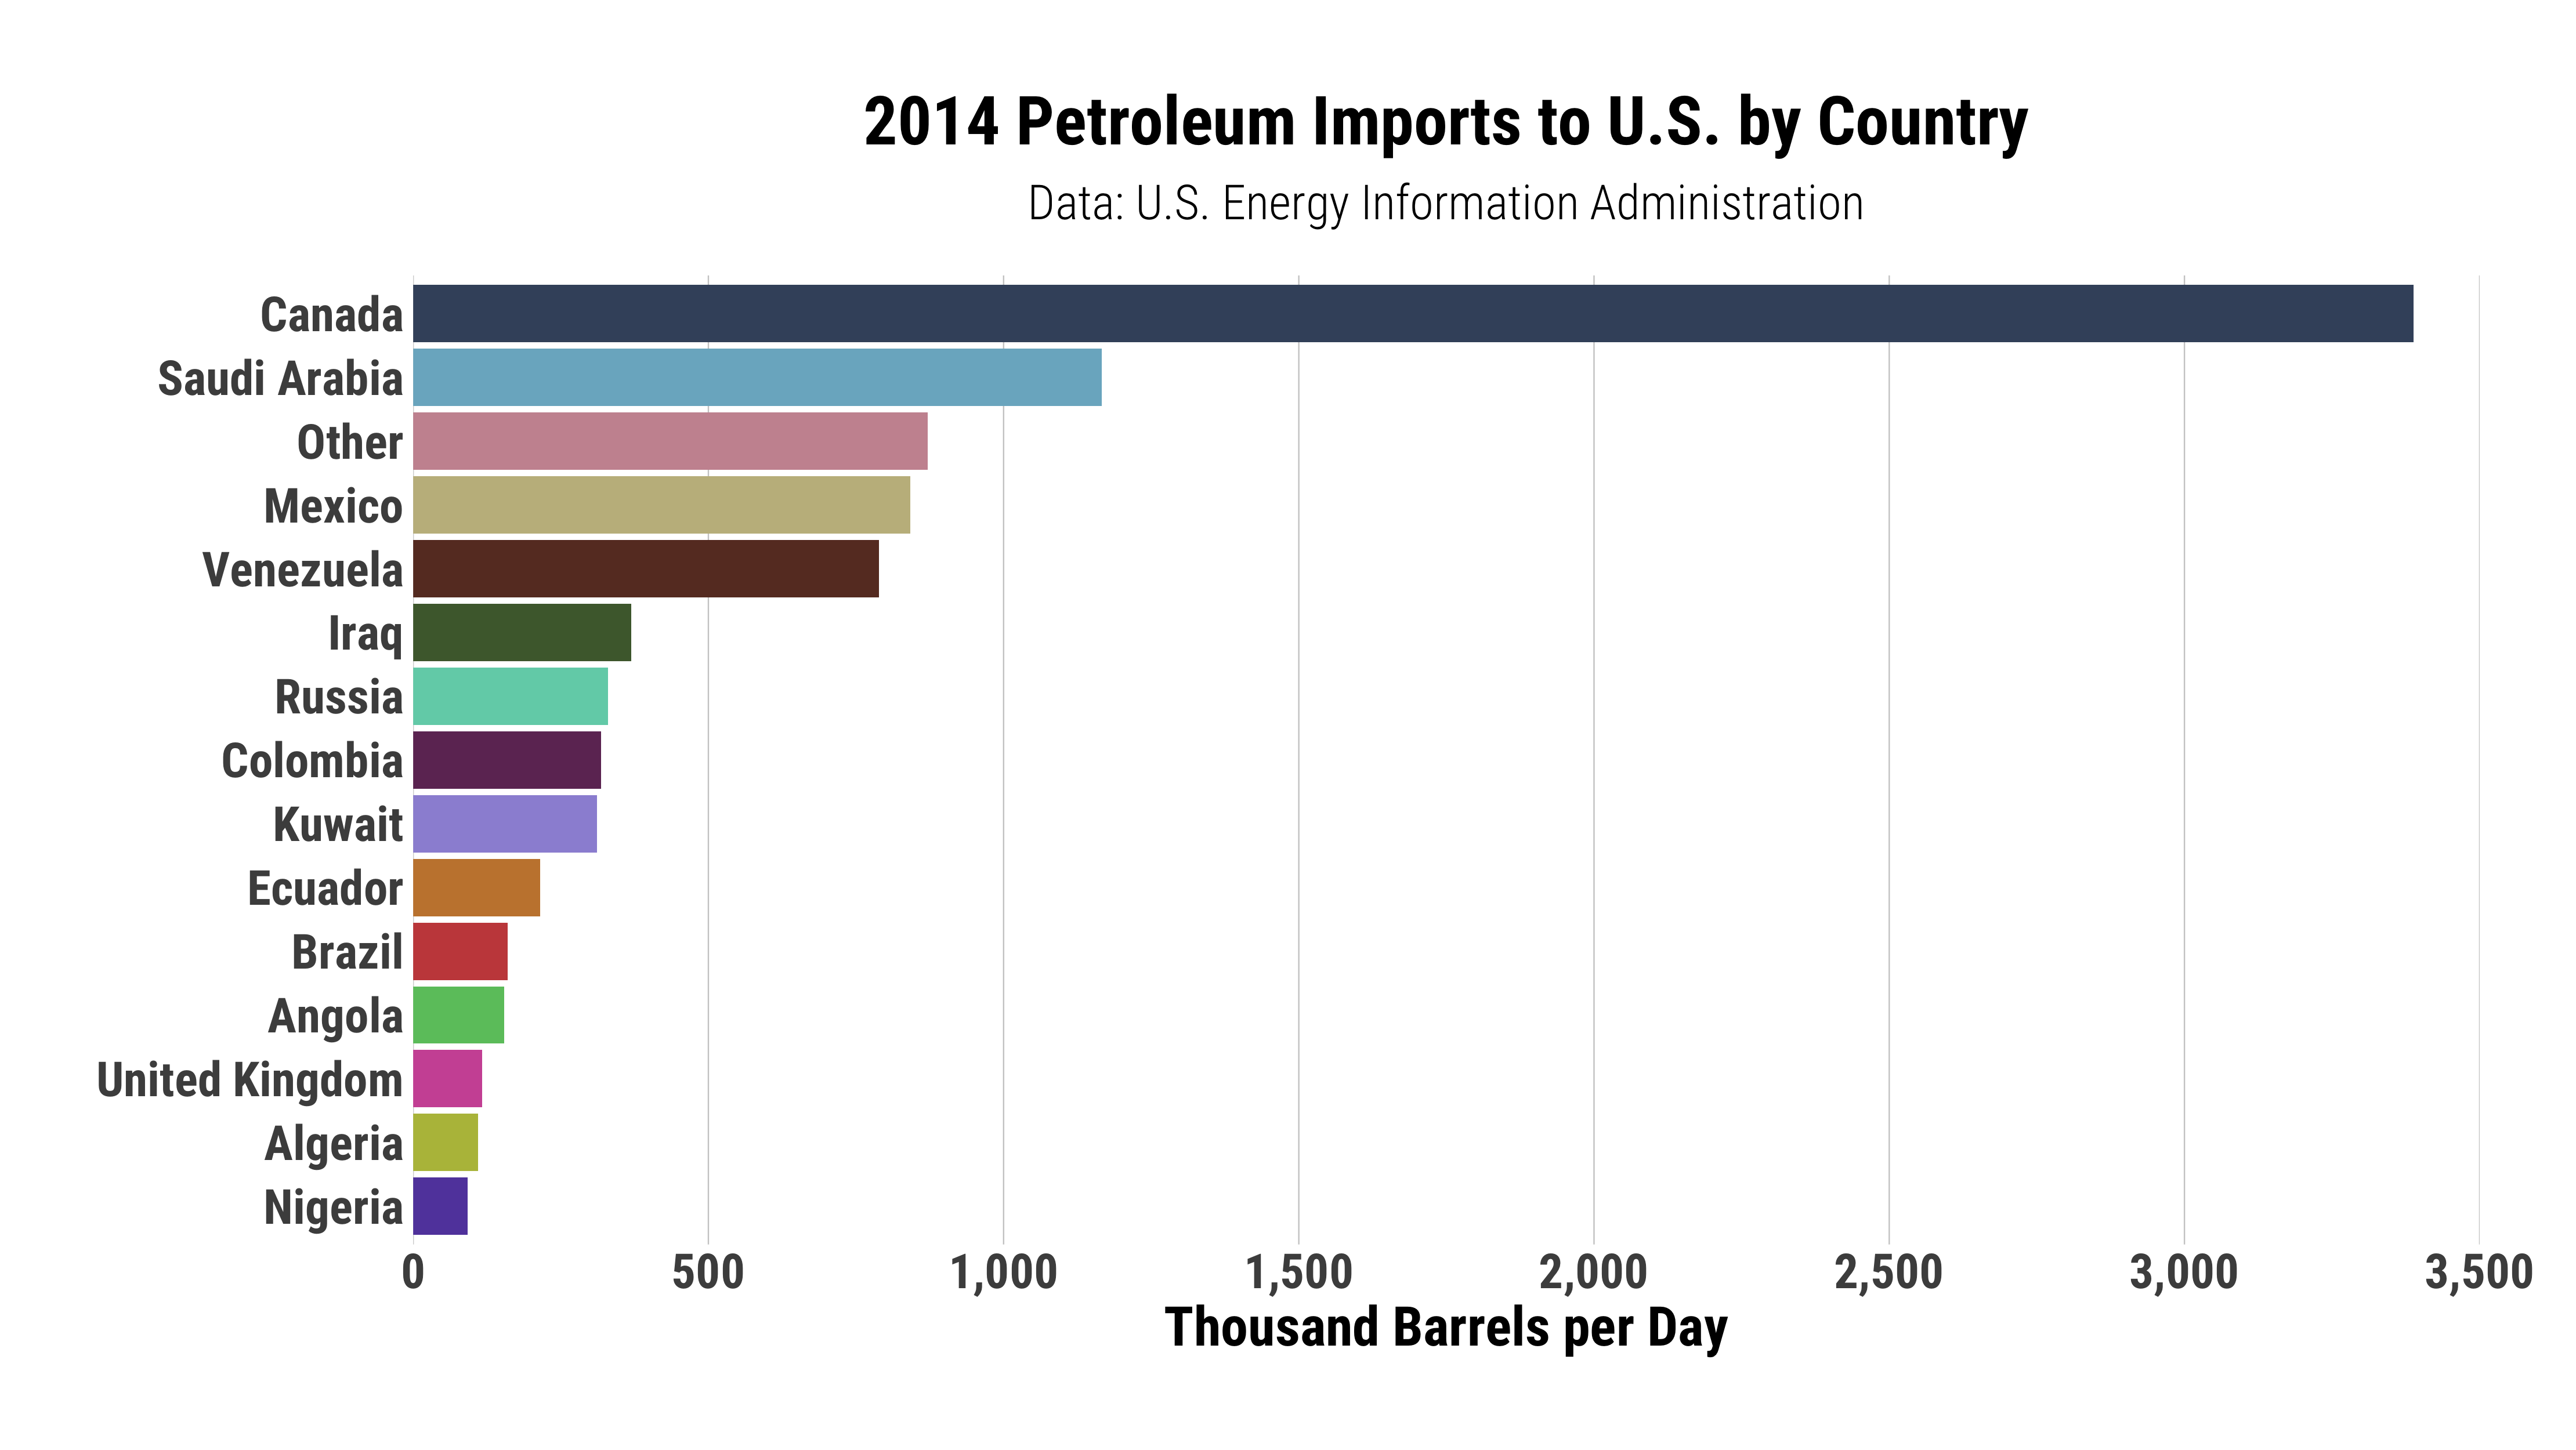 2014 Petroleum Imports to U.S. by Country
Data: U.S. Energy Information Administration
Canada
Saudi Arabia
Other
Mexico
Venezuela
Iraq
Russia
Colombia
Kuwait
Ecuador
Brazil
Angola
United Kingdom
Algeria
Nigeria
0 500 1,000 1,500 2,000 2,500 3,000 3,500
Thousand Barrels per Day